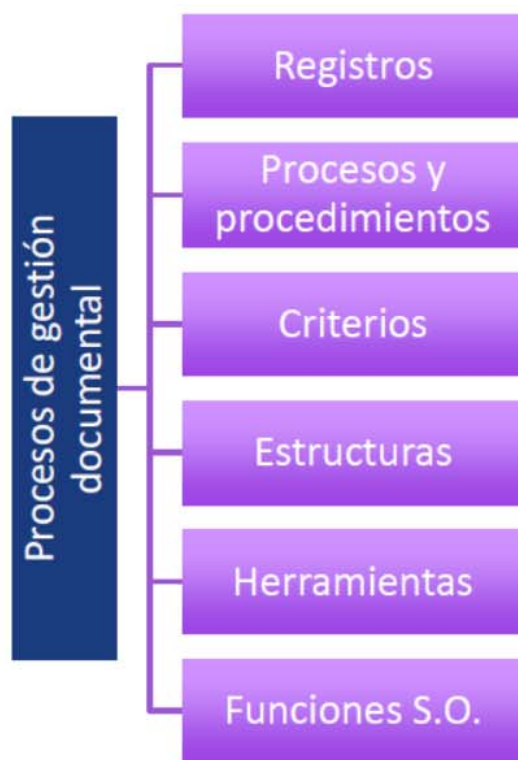 Procesos de gestión
documental
Registros
Procesos y
procedimientos
Criterios
Estructuras
Herramientas
Funciones S.O.